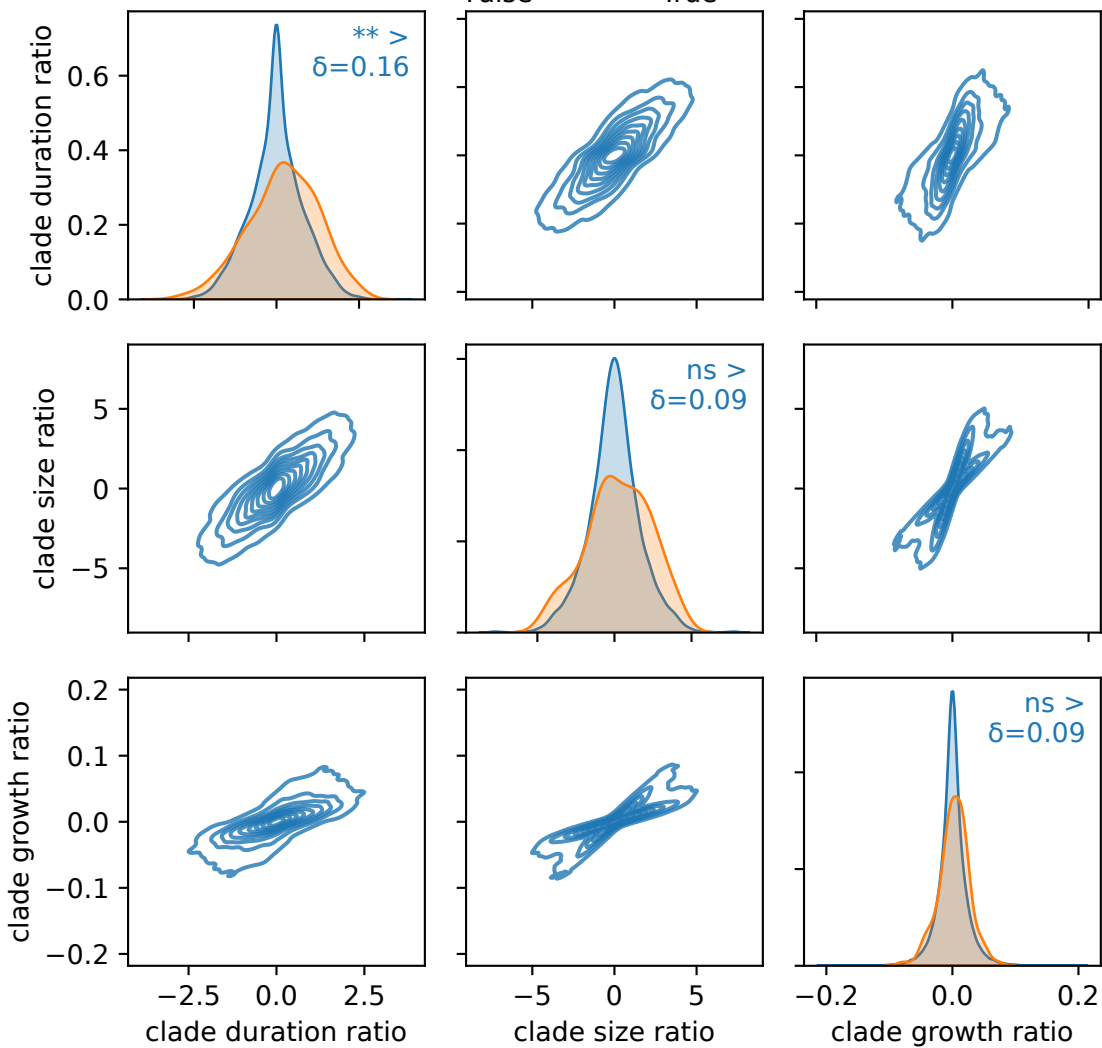 True
clade duration ratio
0.6
0.4
0.2
0.0
** >
δ=0.16
clade size ratio
5
0
−5
ns >
δ=0.09
clade growth ratio
0.2
0.1
0.0
−0.1
−0.2
ns >
δ=0.09
−2.5 0.0 2.5
−5 0 5
−0.2 0.0 0.2
clade duration ratio
clade size ratio
clade growth ratio